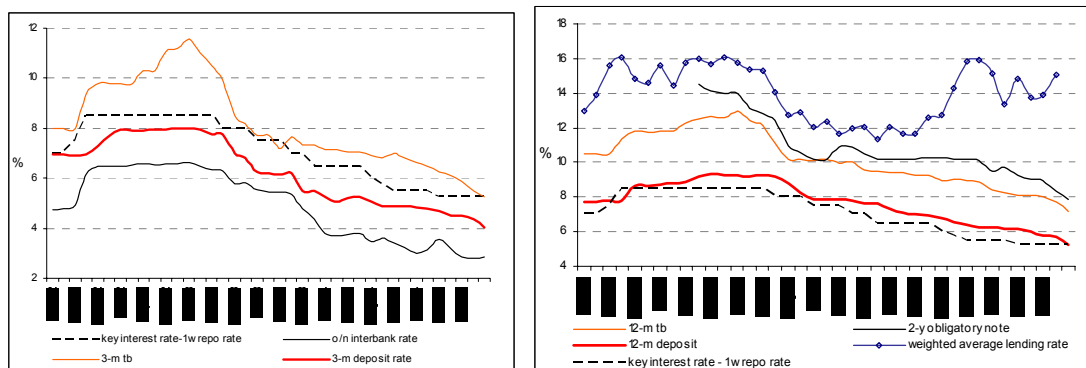 12
10
8
%
6
4
2
key interest rate-1w repo rate
o/n interbank rate
3-m tb
3-m deposit rate
18
16
14
12
%
10
8
6
4
12-m tb
2-y obligatory note
12-m deposit
weighted average lending rate
key interest rate - 1w repo rate